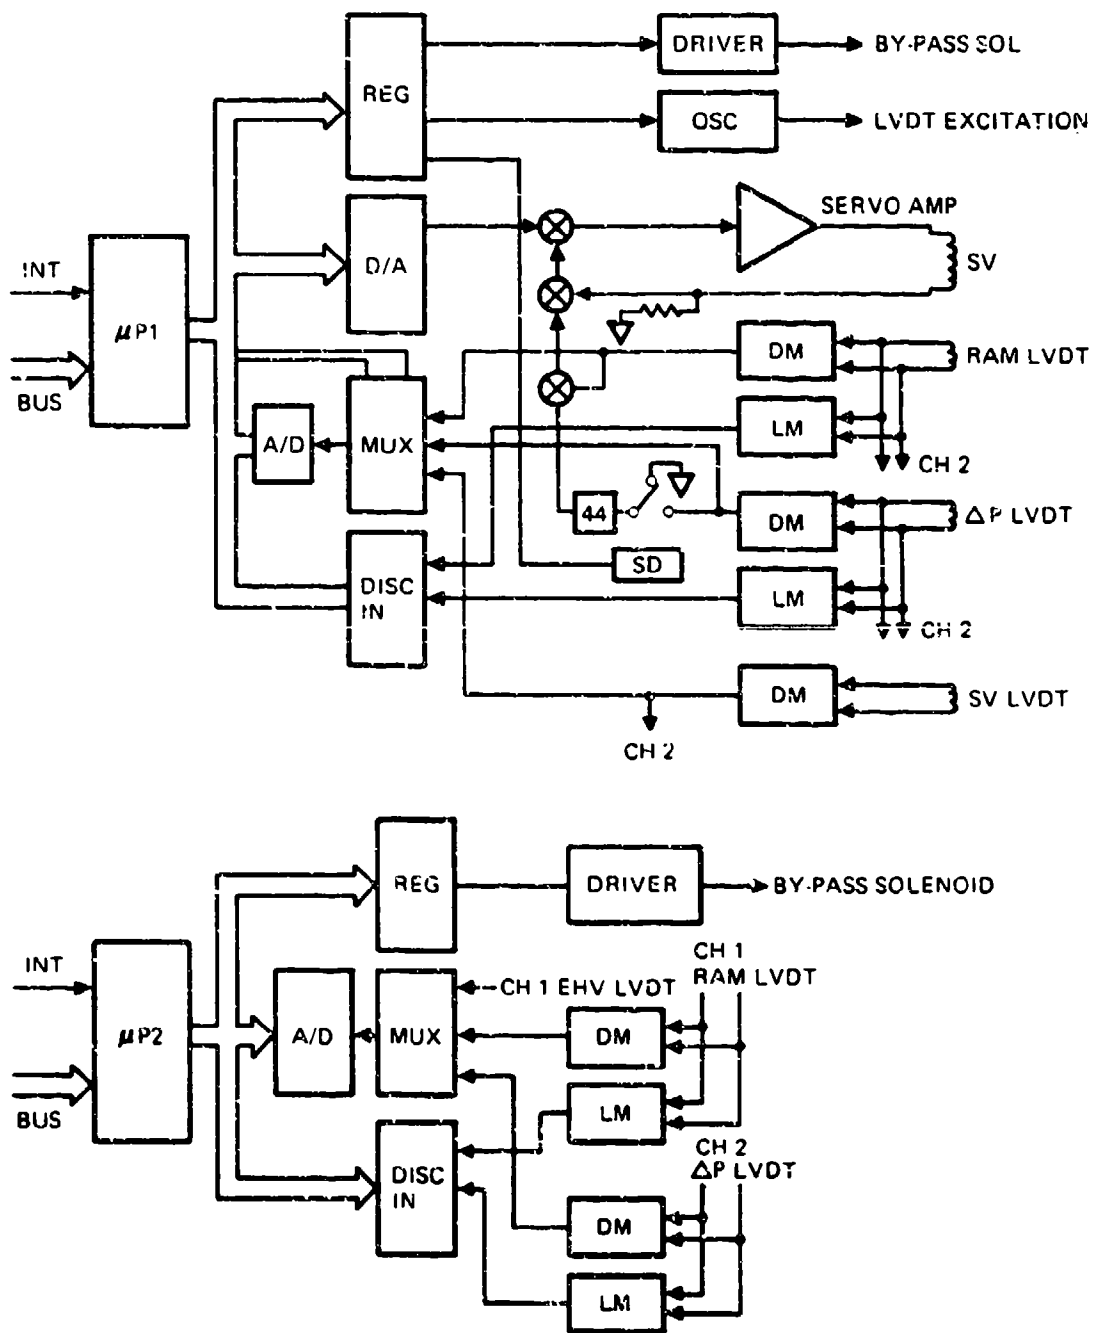 DRIVER
BY-PASS SOL
REG
OSC
LVDT EXCITATION
SERVO AMP
D/A
SV
INT
μP1
BUS
DM
RAM LVDT
A/D
MUX
LM
CH 2
44
DM
ΔP LVDT
SD
DISC
IN
LM
CH 2
DM
SV LVDT
CH 2
REG
DRIVER
BY-PASS SOLENOID
INT
μP2
BUS
CH 1
RAM LVDT
CH 1 EHV LVDT
A/D
MUX
DM
LM
CH 2
ΔP LVDT
DISC
IN
DM
LM